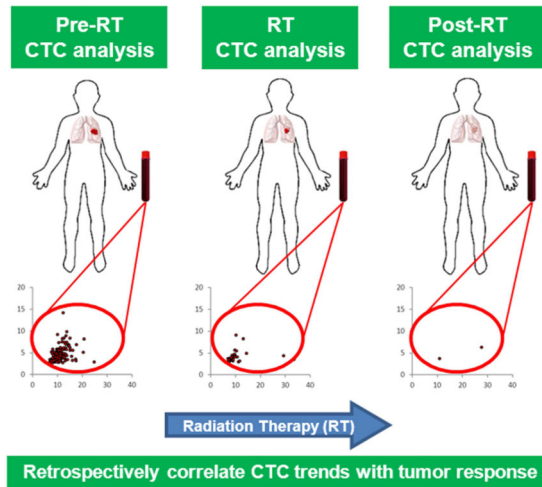 Pre-RT
CTC analysis
RT
CTC analysis
Post-RT
CTC analysis
20
15
10
5
0
0 10 20 30 40
20
15
10
5
0
0 10 20 30 40
20
15
10
5
0
0 20 40
Radiation Therapy (RT)
Retrospectively correlate CTC trends with tumor response